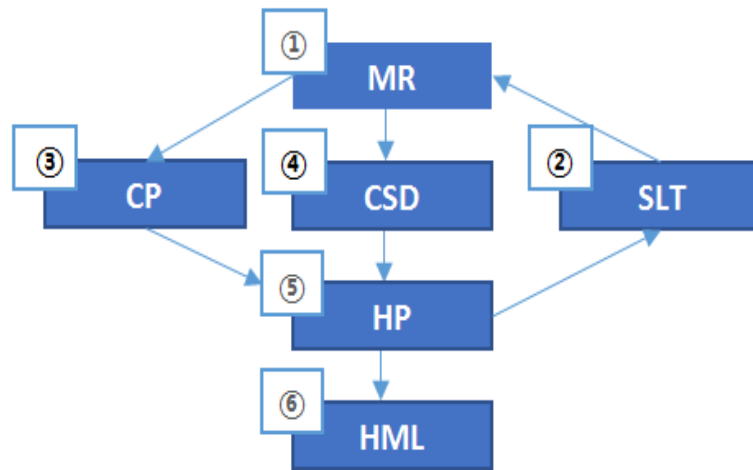 ①
MR
③
CP
④
CSD
②
SLT
⑤
HP
⑥
HML